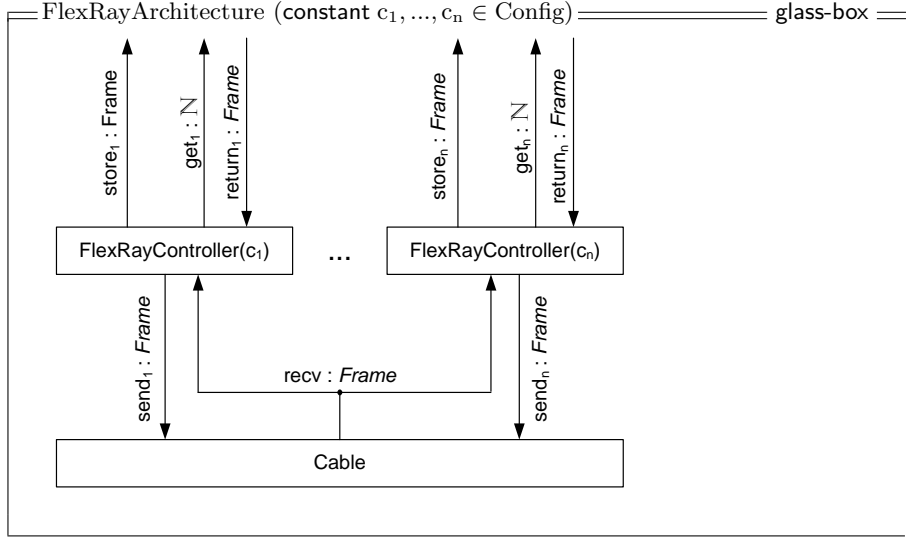 FlexRayArchitecture (constant c₁, ..., cₙ ∈ Config) glass-box
store₁ : Frame
get₁ : ℕ
return₁ : Frame
storeₙ : Frame
getₙ : ℕ
returnₙ : Frame
FlexRayController(c₁)
...
FlexRayController(cₙ)
send₁ : Frame
recv : Frame
sendₙ : Frame
Cable